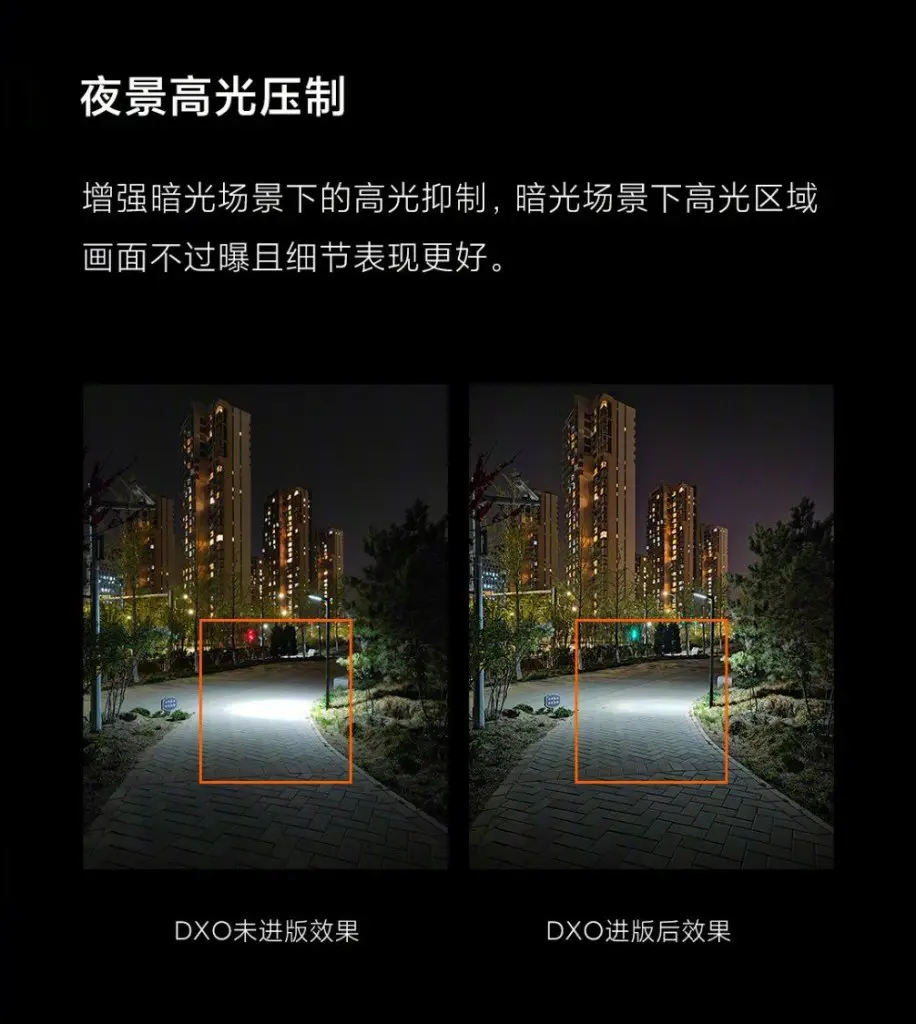 夜景高光压制
增强暗光场景下的高光抑制, 暗光场景下高光区域
画面不过曝且细节表现更好。
DXO未进版效果
DXO进版后效果